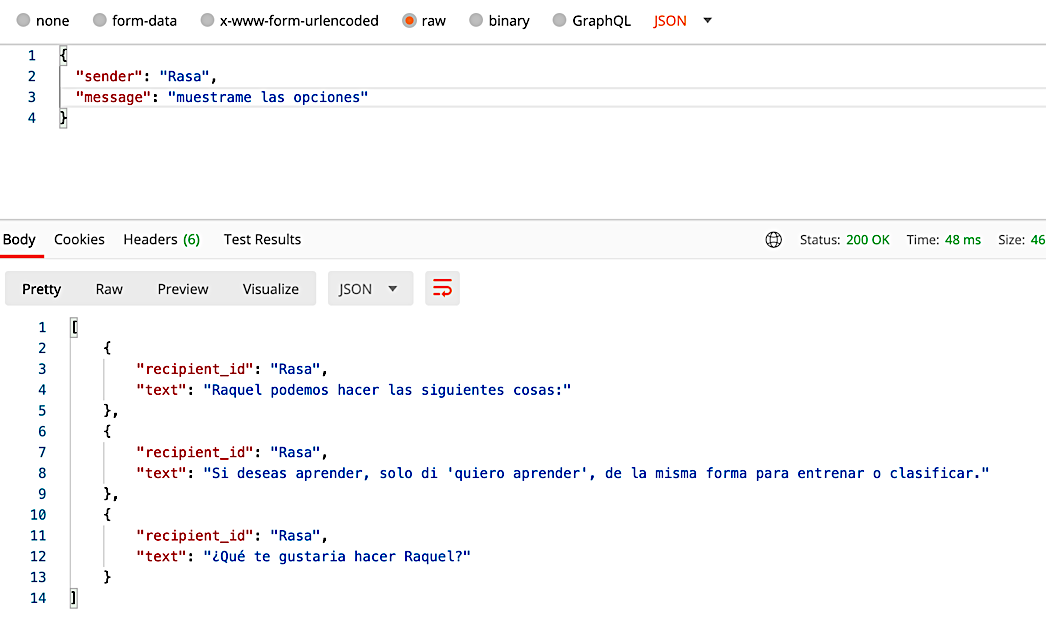 none form-data x-www-form-urlencoded raw binary GraphQL JSON
1 {
2 "sender": "Rasa",
3 "message": "muestrame las opciones"
4 }
Body Cookies Headers (6) Test Results Status: 200 OK Time: 48 ms Size: 46
Pretty Raw Preview Visualize JSON
1 [
2 {
3 "recipient_id": "Rasa",
4 "text": "Raquel podemos hacer las siguientes cosas:"
5 },
6 {
7 "recipient_id": "Rasa",
8 "text": "Si deseas aprender, solo di 'quiero aprender', de la misma forma para entrenar o clasificar."
9 },
10 {
11 "recipient_id": "Rasa",
12 "text": "¿Qué te gustaria hacer Raquel?"
13 }
14 ]